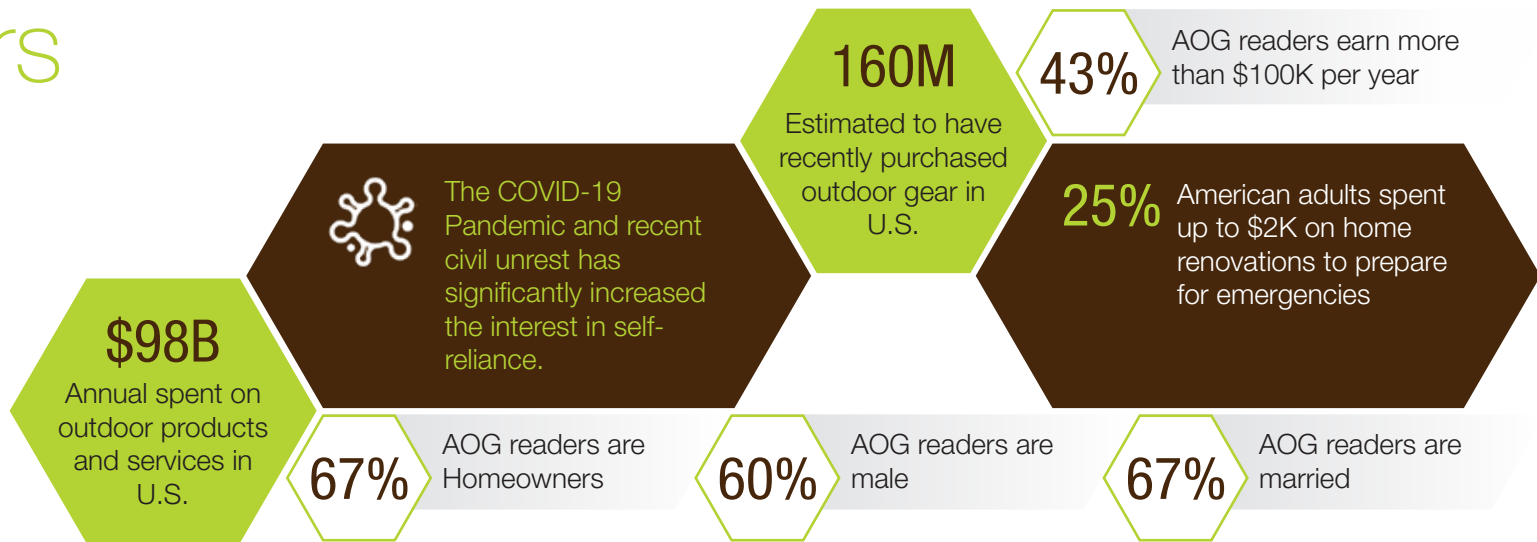 rs
160M
Estimated to have
recently purchased
outdoor gear in
U.S.
43%
AOG readers earn more
than $100K per year
The COVID-19
Pandemic and recent
civil unrest has
significantly increased
the interest in self-
reliance.
25%
American adults spent
up to $2K on home
renovations to prepare
for emergencies
$98B
Annual spent on
outdoor products
and services in
U.S.
67%
AOG readers are
Homeowners
60%
AOG readers are
male
67%
AOG readers are
married